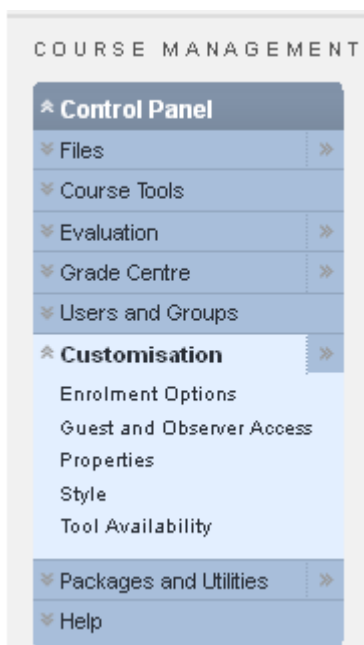 COURSE MANAGEMENT
Control Panel
Files
Course Tools
Evaluation
Grade Centre
Users and Groups
Customisation
Enrolment Options
Guest and Observer Access
Properties
Style
Tool Availability
Packages and Utilities
Help